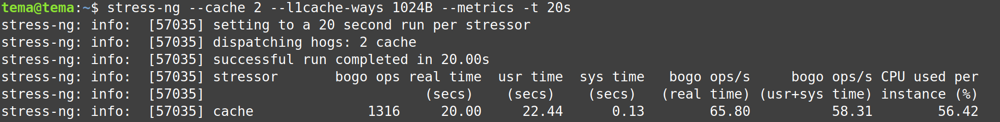 tema@tema:~$ stress-ng --cache 2 --l1cache-ways 1024B --metrics -t 20s
stress-ng: info:  [57035] setting to a 20 second run per stressor
stress-ng: info:  [57035] dispatching hogs: 2 cache
stress-ng: info:  [57035] successful run completed in 20.00s
stress-ng: info:  [57035] stressor       bogo ops real time  usr time  sys time   bogo ops/s     bogo ops/s CPU used per
stress-ng: info:  [57035]                           (secs)    (secs)    (secs)   (real time) (usr+sys time) instance (%)
stress-ng: info:  [57035] cache              1316     20.00     22.44      0.13        65.80          58.31        56.42